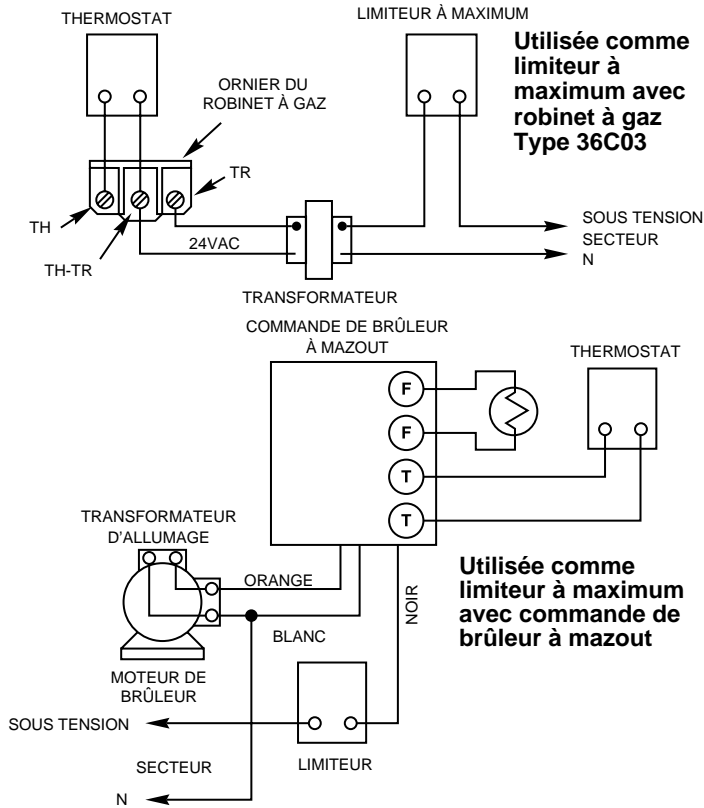 THERMOSTAT
LIMITEUR À MAXIMUM
Utilisée comme
limiteur à
maximum avec
robinet à gaz
Type 36C03
ORNIER DU
ROBINET À GAZ
TR
TH
TH-TR
24VAC
SOUS TENSION
SECTEUR
N
TRANSFORMATEUR
COMMANDE DE BRÛLEUR
À MAZOUT
THERMOSTAT
F
F
T
T
TRANSFORMATEUR
D'ALLUMAGE
ORANGE
BLANC
NOIR
Utilisée comme
limiteur à maximum
avec commande de
brûleur à mazout
MOTEUR DE
BRÛLEUR
SOUS TENSION
SECTEUR
LIMITEUR
N